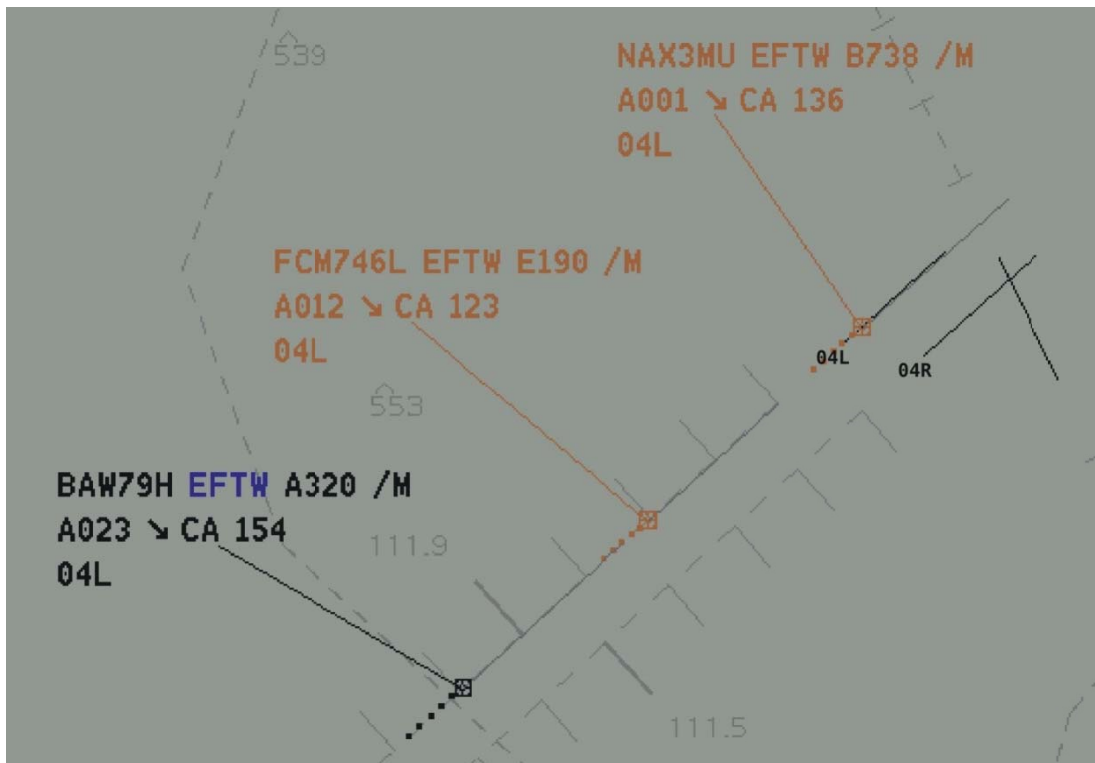 539
NAX3MU EFTW B738 /M
A001 ↘ CA 136
04L
FCM746L EFTW E190 /M
A012 ↘ CA 123
04L
04L
04R
553
BAW79H EFTW A320 /M
A023 ↘ CA 154
04L
111.9
111.5